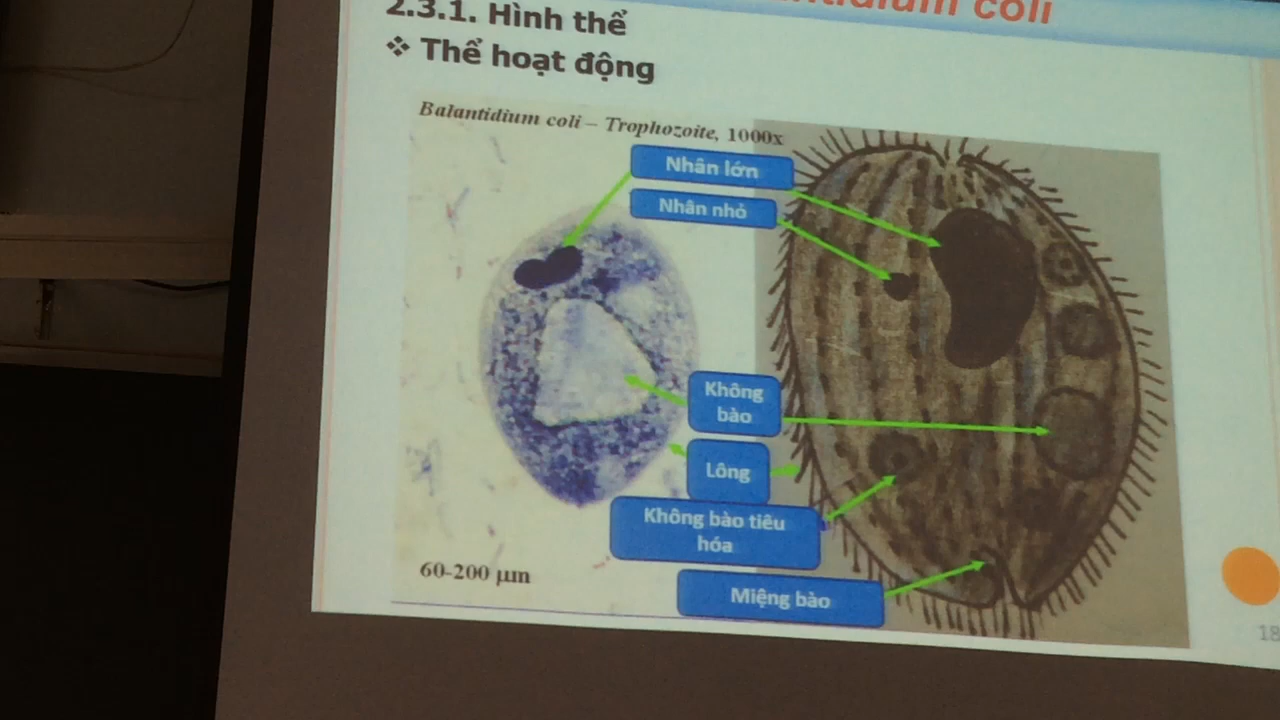 coli
2.3.1. Hình thể
❖ Thể hoạt động
Balantidium coli – Trophozoite, 1000x
Nhân lớn
Nhân nhỏ
Không
bào
Lông
Không bào tiêu
hóa
Miệng bào
60-200 µm
18